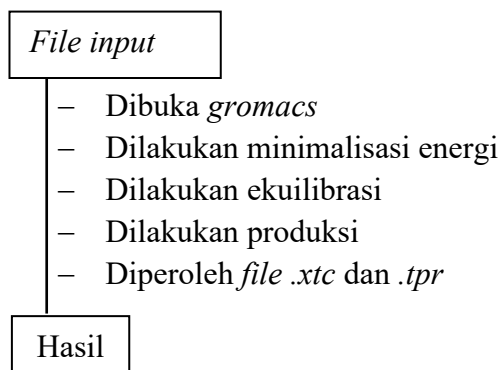 File input
– Dibuka gromacs
– Dilakukan minimalisasi energi
– Dilakukan ekuilibrasi
– Dilakukan produksi
– Diperoleh file .xtc dan .tpr
Hasil